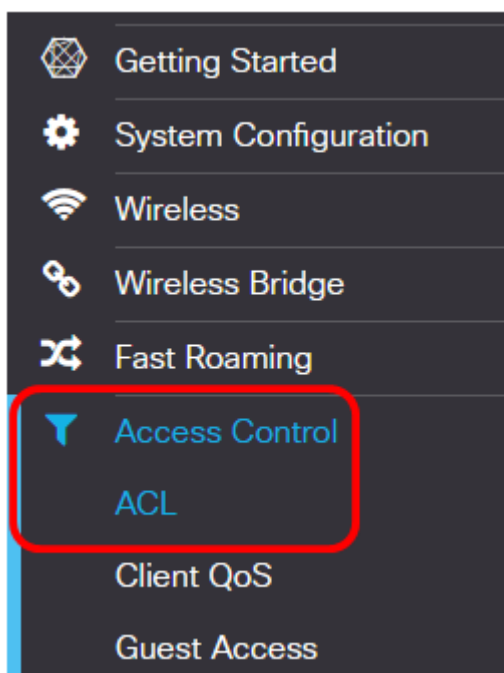 Getting Started
System Configuration
Wireless
Wireless Bridge
Fast Roaming
Access Control
ACL
Client QoS
Guest Access